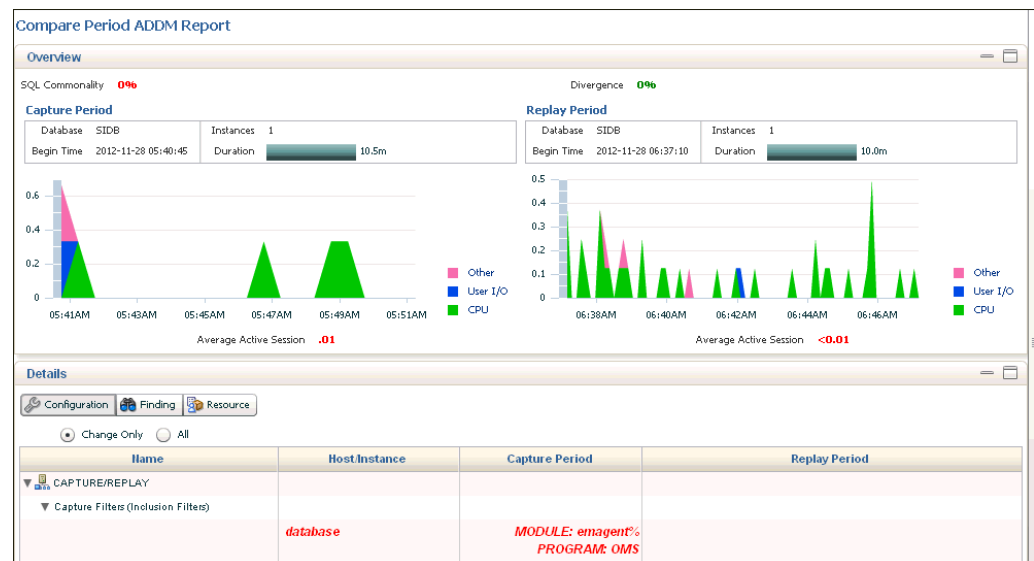 Compare Period ADDM Report
Overview
SQL Commonality 0%
Divergence 0%
Capture Period
Database SIDB Instances 1
Begin Time 2012-11-28 05:40:45 Duration 10.5m
Replay Period
Database SIDB Instances 1
Begin Time 2012-11-28 06:37:10 Duration 10.0m
0.6
0.4
0.2
0
05:41AM 05:43AM 05:45AM 05:47AM 05:49AM 05:51AM
Other
User I/O
CPU
Average Active Session .01
0.5
0.4
0.3
0.2
0.1
0
06:38AM 06:40AM 06:42AM 06:44AM 06:46AM
Other
User I/O
CPU
Average Active Session <0.01
Details
Configuration Finding Resource
Change Only All
Name Host/Instance Capture Period Replay Period
CAPTURE/REPLAY
Capture Filters (Inclusion Filters)
database MODULE: emagent%
PROGRAM: OMS